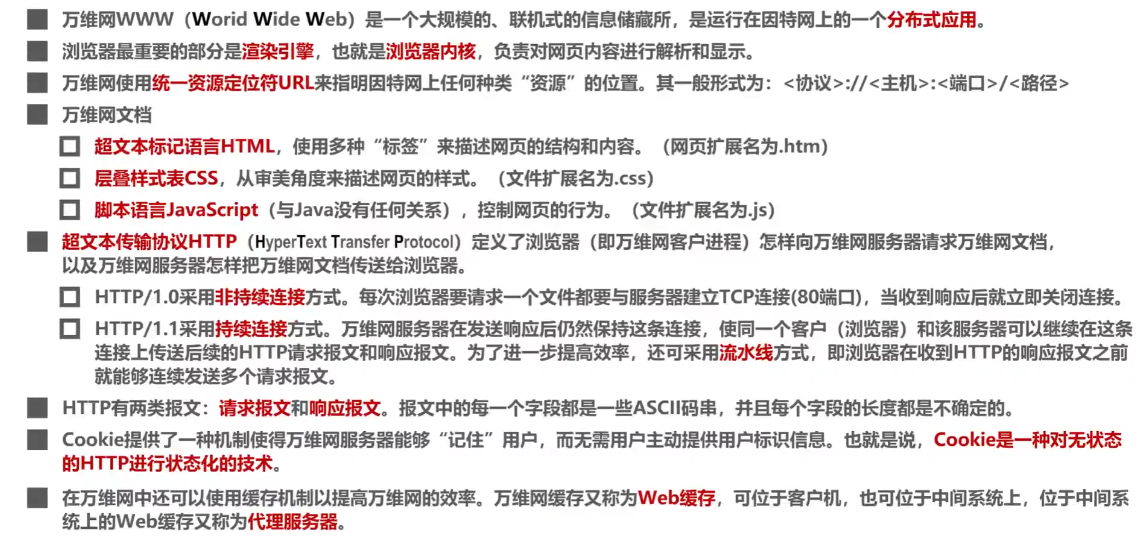 万维网WWW（Worid Wide Web）是一个大规模的、联机式的信息储藏所，是运行在因特网上的一个分布式应用。
浏览器最重要的部分是渲染引擎，也就是浏览器内核，负责对网页内容进行解析和显示。
万维网使用统一资源定位符URL来指明因特网上任何种类“资源”的位置。其一般形式为：<协议>://<主机>:<端口>/<路径>
万维网文档
超文本标记语言HTML，使用多种“标签”来描述网页的结构和内容。（网页扩展名为.htm）
层叠样式表CSS，从审美角度来描述网页的样式。（文件扩展名为.css）
脚本语言JavaScript（与Java没有任何关系），控制网页的行为。（文件扩展名为.js）
超文本传输协议HTTP（HyperText Transfer Protocol）定义了浏览器（即万维网客户进程）怎样向万维网服务器请求万维网文档，
以及万维网服务器怎样把万维网文档传送给浏览器。
HTTP/1.0采用非持续连接方式。每次浏览器要请求一个文件都要与服务器建立TCP连接(80端口)，当收到响应后就立即关闭连接。
HTTP/1.1采用持续连接方式。万维网服务器在发送响应后仍然保持这条连接，使同一个客户（浏览器）和该服务器可以继续在这条
连接上传送后续的HTTP请求报文和响应报文。为了进一步提高效率，还可采用流水线方式，即浏览器在收到HTTP的响应报文之前
就能够连续发送多个请求报文。
HTTP有两类报文：请求报文和响应报文。报文中的每一个字段都是一些ASCII码串，并且每个字段的长度都是不确定的。
Cookie提供了一种机制使得万维网服务器能够“记住”用户，而无需用户主动提供用户标识信息。也就是说，Cookie是一种对无状态
的HTTP进行状态化的技术。
在万维网中还可以使用缓存机制以提高万维网的效率。万维网缓存又称为Web缓存，可位于客户机，也可位于中间系统上，位于中间系
统上的Web缓存又称为代理服务器。